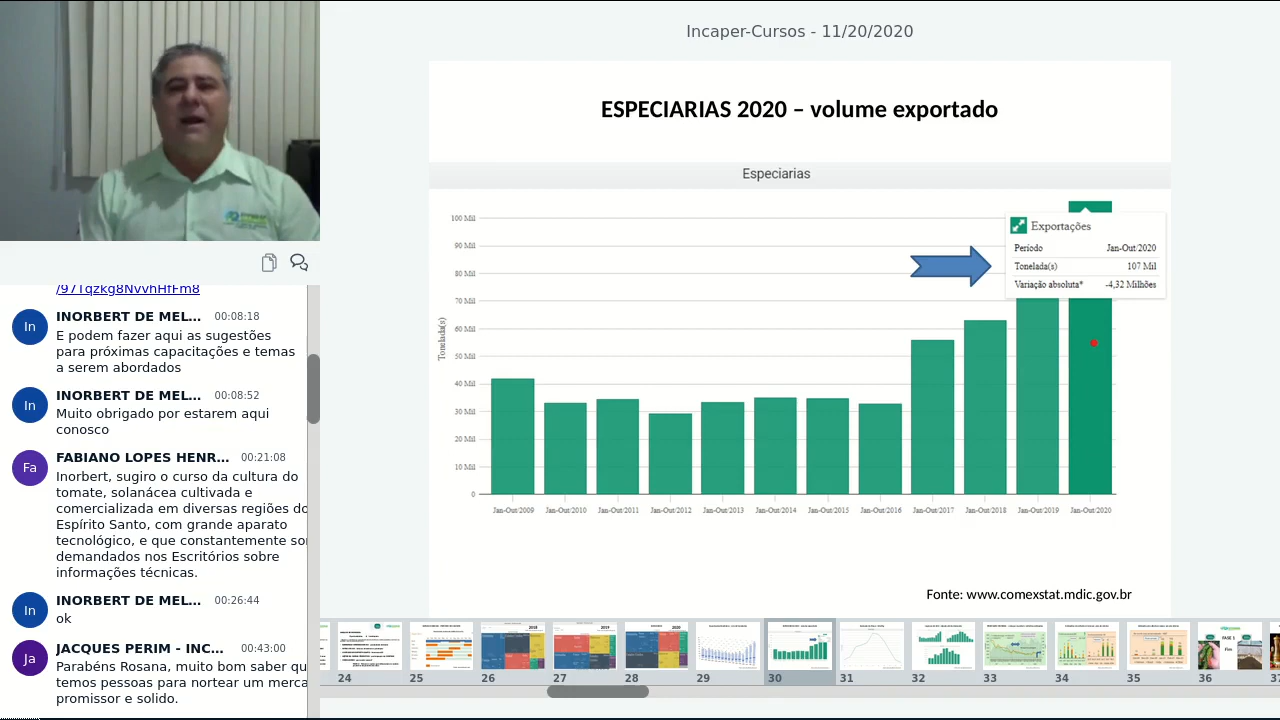 Incaper-Cursos - 11/20/2020
ESPECIARIAS 2020 – volume exportado
Especiarias
100 Mil
90 Mil
80 Mil
70 Mil
60 Mil
50 Mil
40 Mil
30 Mil
20 Mil
10 Mil
0
Tonelada(s)
Exportações
Período Jan-Out/2020
Tonelada(s) 107 Mil
Variação absoluta* -4,32 Milhões
Jan-Out/2009 Jan-Out/2010 Jan-Out/2011 Jan-Out/2012 Jan-Out/2013 Jan-Out/2014 Jan-Out/2015 Jan-Out/2016 Jan-Out/2017 Jan-Out/2018 Jan-Out/2019 Jan-Out/2020
Fonte: www.comexstat.mdic.gov.br
In
INORBERT DE MEL... 00:08:18
E podem fazer aqui as sugestões
para próximas capacitações e temas
a serem abordados
In
INORBERT DE MEL... 00:08:52
Muito obrigado por estarem aqui
conosco
Fa
FABIANO LOPES HENR... 00:21:08
Inorbert, sugiro o curso da cultura do
tomate, solanácea cultivada e
comercializada em diversas regiões do
Espírito Santo, com grande aparato
tecnológico, e que constantemente
demandados nos Escritórios sobre
informações técnicas.
In
INORBERT DE MEL... 00:26:44
ok
Ja
JAQUES PERIM - INC... 00:43:00
Parabéns Rosana, muito bom saber
temos pessoas para nortear um
promissor e solido.
24 25 26 27 28 29 30 31 32 33 34 35 36 37